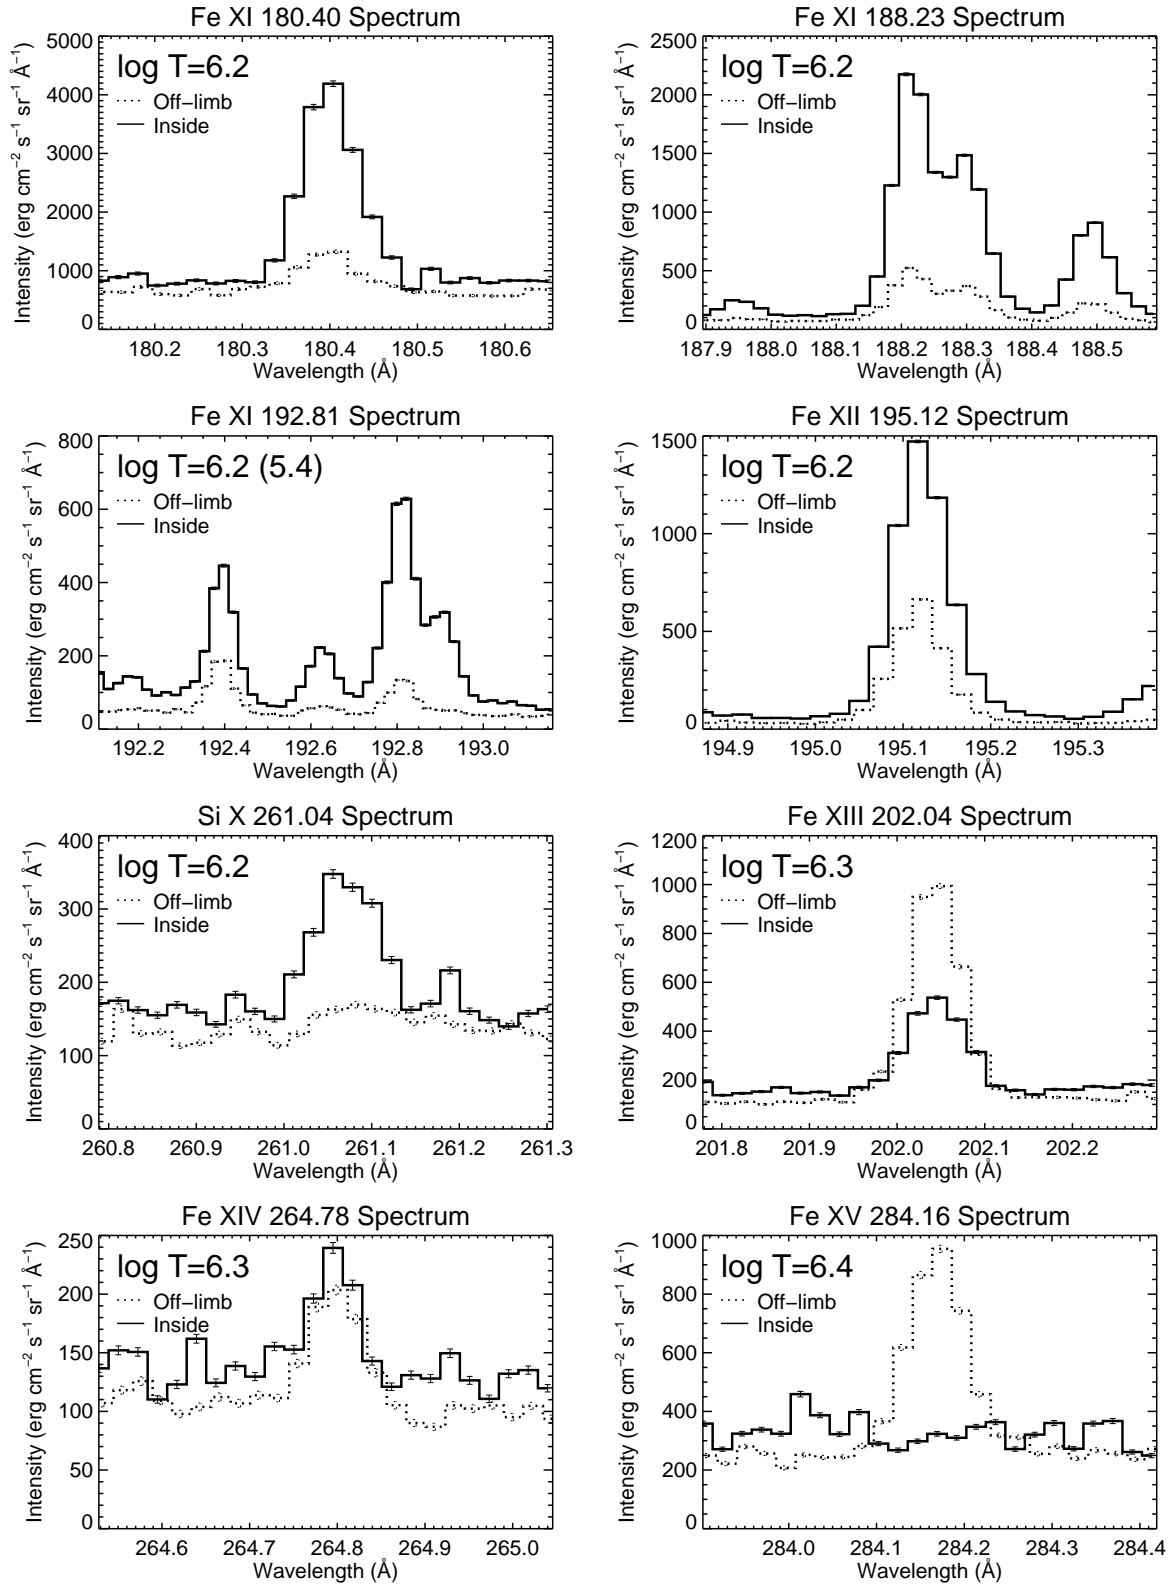 Fe XI 180.40 Spectrum
Intensity (erg cm−2 s−1 sr−1 Å−1)
5000
4000
3000
2000
1000
0
log T=6.2
Off−limb
Inside
180.2 180.3 180.4 180.5 180.6
Wavelength (Å)
Fe XI 188.23 Spectrum
Intensity (erg cm−2 s−1 sr−1 Å−1)
2500
2000
1500
1000
500
0
log T=6.2
Off−limb
Inside
187.9 188.0 188.1 188.2 188.3 188.4 188.5
Wavelength (Å)
Fe XI 192.81 Spectrum
Intensity (erg cm−2 s−1 sr−1 Å−1)
800
600
400
200
0
log T=6.2 (5.4)
Off−limb
Inside
192.2 192.4 192.6 192.8 193.0
Wavelength (Å)
Fe XII 195.12 Spectrum
Intensity (erg cm−2 s−1 sr−1 Å−1)
1500
1000
500
0
log T=6.2
Off−limb
Inside
194.9 195.0 195.1 195.2 195.3
Wavelength (Å)
Si X 261.04 Spectrum
Intensity (erg cm−2 s−1 sr−1 Å−1)
400
300
200
100
0
log T=6.2
Off−limb
Inside
260.8 260.9 261.0 261.1 261.2 261.3
Wavelength (Å)
Fe XIII 202.04 Spectrum
Intensity (erg cm−2 s−1 sr−1 Å−1)
1200
1000
800
600
400
200
0
log T=6.3
Off−limb
Inside
201.8 201.9 202.0 202.1 202.2
Wavelength (Å)
Fe XIV 264.78 Spectrum
Intensity (erg cm−2 s−1 sr−1 Å−1)
250
200
150
100
50
0
log T=6.3
Off−limb
Inside
264.6 264.7 264.8 264.9 265.0
Wavelength (Å)
Fe XV 284.16 Spectrum
Intensity (erg cm−2 s−1 sr−1 Å−1)
1000
800
600
400
200
0
log T=6.4
Off−limb
Inside
284.0 284.1 284.2 284.3 284.4
Wavelength (Å)